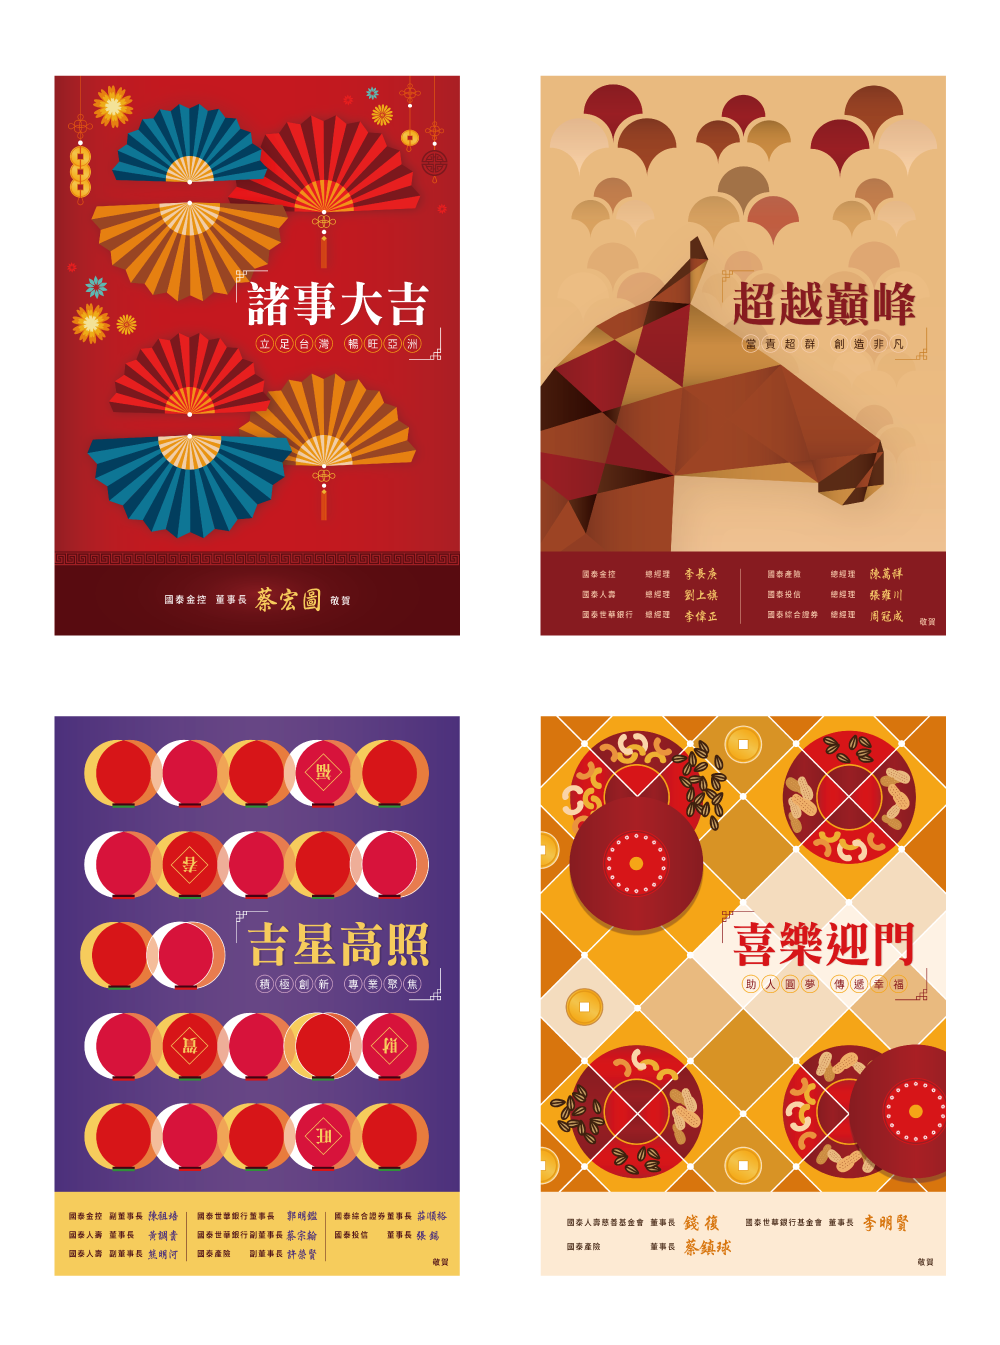 諸事大吉
立足台灣 暢旺亞洲
國泰金控 董事長 蔡宏圖 敬賀
超越巔峰
當責超群 創造非凡
國泰金控 總經理 李長庚
國泰人壽 總經理 劉上旗
國泰世華銀行 總經理 李偉正
國泰產險 總經理 陳萬祥
國泰投信 總經理 張雍川
國泰綜合證券 總經理 周冠成
敬賀
福
春
吉星高照
積極創新 專業聚焦
賀
財
旺
國泰金控 副董事長 陳祖培
國泰人壽 董事長 黃調貴
國泰人壽 副董事長 熊明河
國泰世華銀行董事長 郭明鑑
國泰世華銀行副董事長 蔡宗翰
國泰產險 副董事長 許榮賢
國泰綜合證券董事長 莊順裕
國泰投信 董事長 張錫
敬賀
喜樂迎門
助人圓夢 傳遞幸福
國泰人壽慈善基金會 董事長 錢復
國泰世華銀行基金會 董事長 李明賢
國泰產險 董事長 蔡鎮球
敬賀